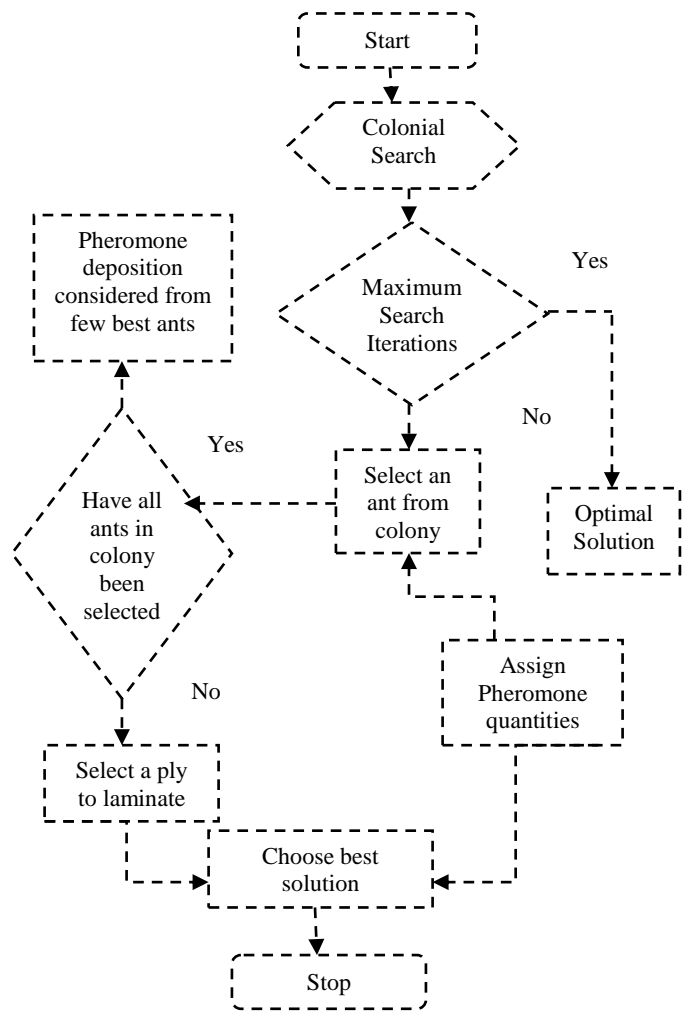 Start
Colonial
Search
Pheromone
deposition
considered from
few best ants
Maximum
Search
Iterations
Yes
No
Yes
Select an
ant from
colony
Optimal
Solution
Have all
ants in
colony
been
selected
No
Assign
Pheromone
quantities
Select a ply
to laminate
Choose best
solution
Stop